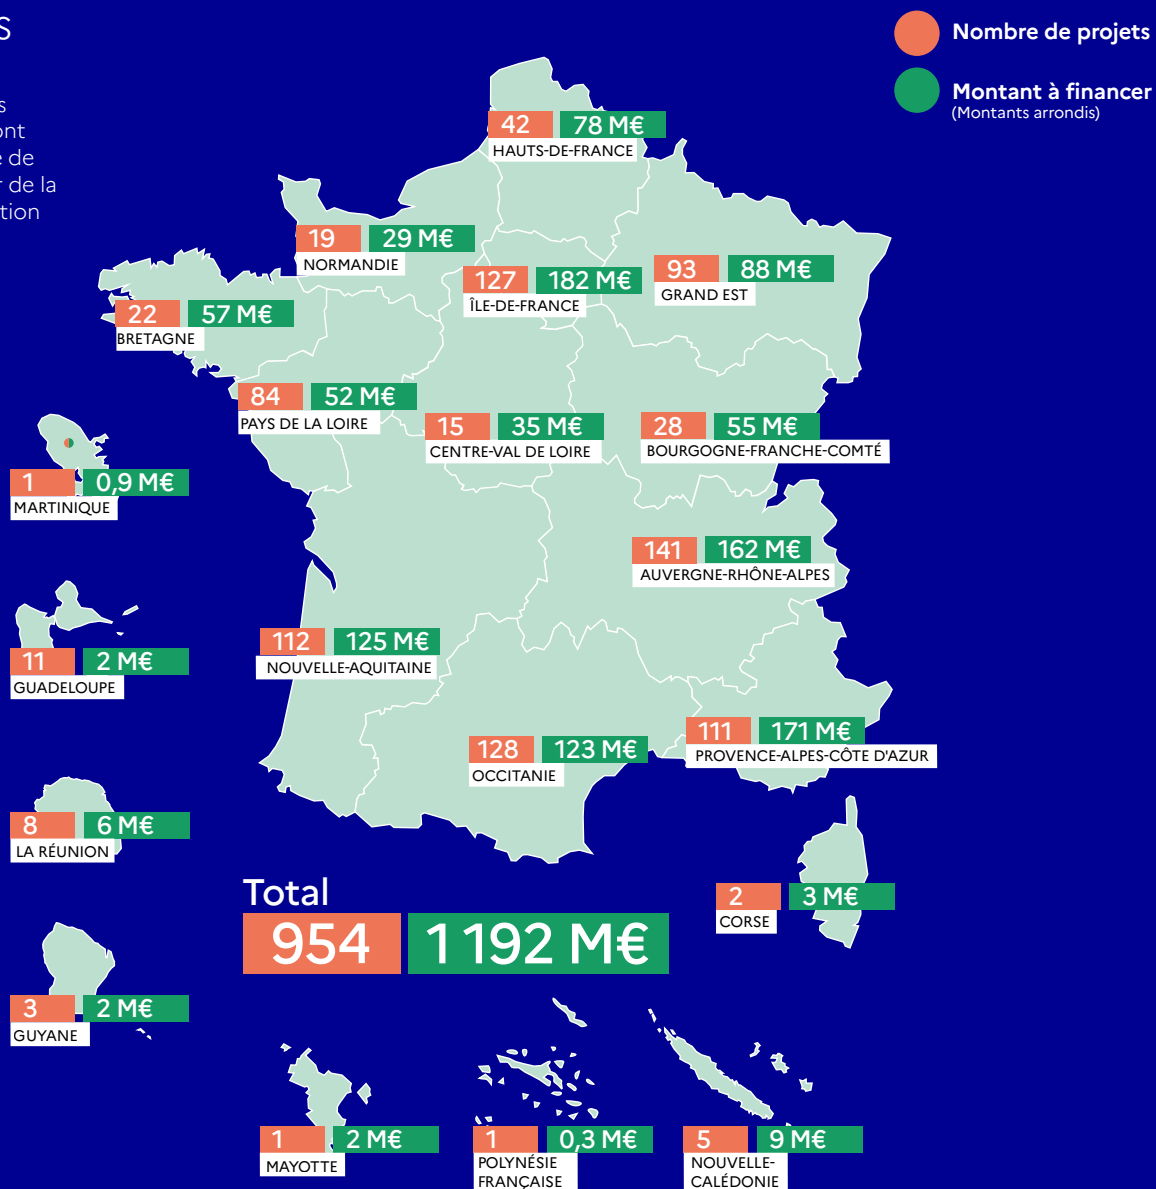 Nombre de projets
Montant à financer
(Montants arrondis)
de
de la
42 78 M€
HAUTS-DE-FRANCE
19 29 M€
NORMANDIE
127 182 M€
ÎLE-DE-FRANCE
93 88 M€
GRAND EST
22 57 M€
BRETAGNE
84 52 M€
PAYS DE LA LOIRE
15 35 M€
CENTRE-VAL DE LOIRE
28 55 M€
BOURGOGNE-FRANCHE-COMTÉ
1 0,9 M€
MARTINIQUE
141 162 M€
AUVERGNE-RHÔNE-ALPES
112 125 M€
NOUVELLE-AQUITAINE
11 2 M€
GUADELOUPE
111 171 M€
PROVENCE-ALPES-CÔTE D'AZUR
128 123 M€
OCCITANIE
8 6 M€
LA RÉUNION
Total
954 1 192 M€
2 3 M€
CORSE
3 2 M€
GUYANE
1 2 M€
MAYOTTE
1 0,3 M€
POLYNÉSIE
FRANÇAISE
5 9 M€
NOUVELLE-
CALÉDONIE